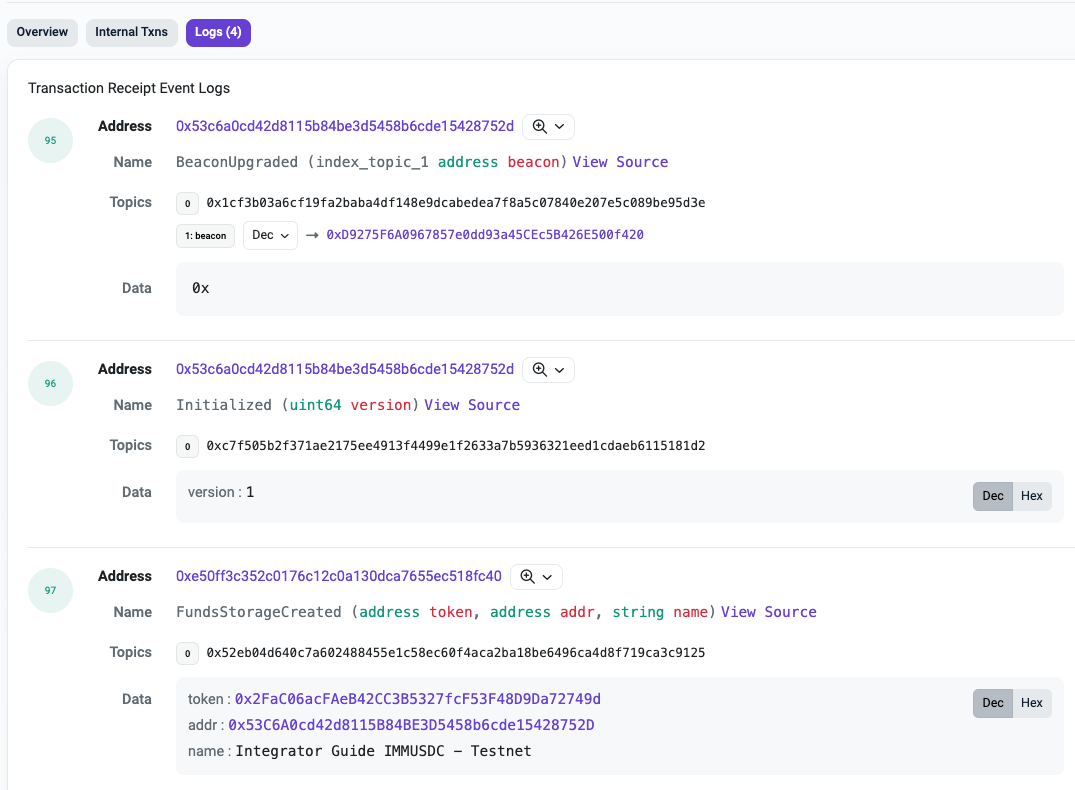 Overview Internal Txns Logs (4)
Transaction Receipt Event Logs
95
Address 0x53c6a0cd42d8115b84be3d5458b6cde15428752d
Name BeaconUpgraded (index_topic_1 address beacon) View Source
Topics 0 0x1cf3b03a6cf19fa2baba4df148e9dcabedea7f8a5c07840e207e5c089be95d3e
1: beacon Dec → 0xD9275F6A0967857e0dd93a45CEc5B426E500f420
Data 0x
96
Address 0x53c6a0cd42d8115b84be3d5458b6cde15428752d
Name Initialized (uint64 version) View Source
Topics 0 0xc7f505b2f371ae2175ee4913f4499e1f2633a7b5936321eed1cdaeb6115181d2
Data version : 1 Dec Hex
97
Address 0xe50ff3c352c0176c12c0a130dca7655ec518fc40
Name FundsStorageCreated (address token, address addr, string name) View Source
Topics 0 0x52eb04d640c7a602488455e1c58ec60f4aca2ba18be6496ca4d8f719ca3c9125
Data token : 0x2FaC06acFAeB42CC3B5327fcF53F48D9Da72749d Dec Hex
addr : 0x53C6A0cd42d8115B84BE3D5458b6cde15428752D
name : Integrator Guide IMMUSDC – Testnet